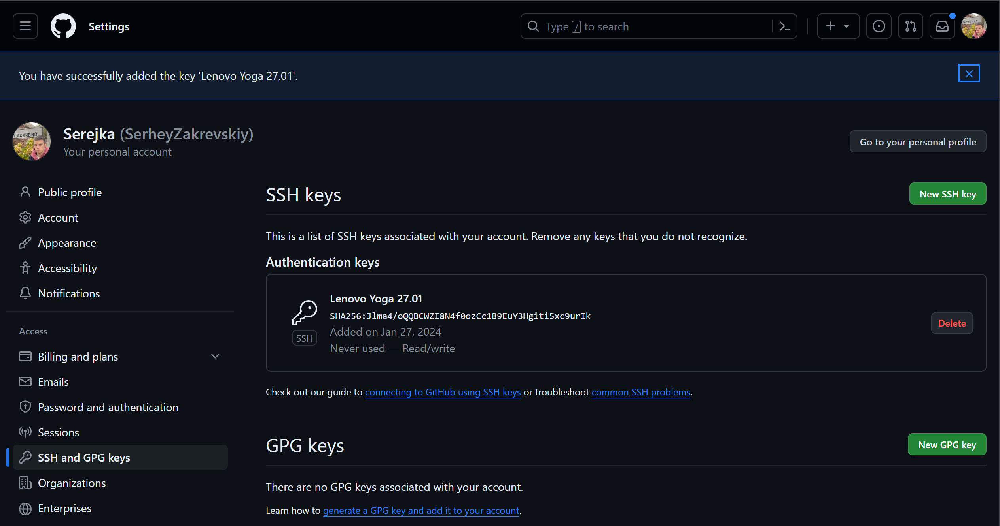 Settings
Type / to search
You have successfully added the key 'Lenovo Yoga 27.01'.
Serejka (SerheyZakrevskiy)
Your personal account
Go to your personal profile
Public profile
Account
Appearance
Accessibility
Notifications
Access
Billing and plans
Emails
Password and authentication
Sessions
SSH and GPG keys
Organizations
Enterprises
SSH keys
New SSH key
This is a list of SSH keys associated with your account. Remove any keys that you do not recognize.
Authentication keys
Lenovo Yoga 27.01
SHA256:Jlma4/oQQBCWZI8N4f0ozCc1B9EuY3Hgiti5xc9urIk
Added on Jan 27, 2024
Never used — Read/write
SSH
Delete
Check out our guide to connecting to GitHub using SSH keys or troubleshoot common SSH problems.
GPG keys
New GPG key
There are no GPG keys associated with your account.
Learn how to generate a GPG key and add it to your account.
ЩАСЛИВИЙ